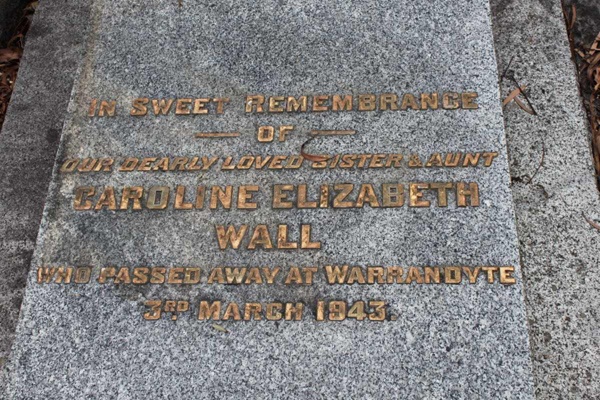 IN SWEET REMEMBRANCE
— OF —
OUR DEARLY LOVED SISTER & AUNT
CAROLINE ELIZABETH
WALL
WHO PASSED AWAY AT WARRANDYTE
3RD MARCH 1943.